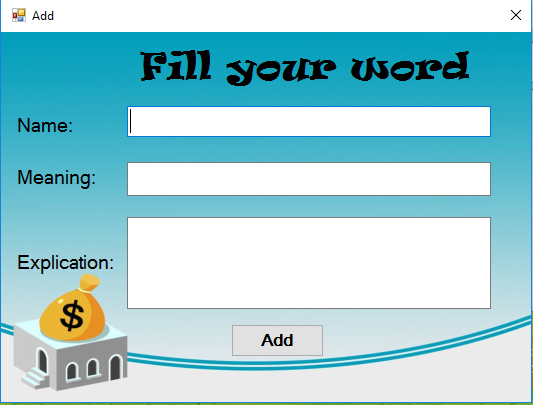 Add
Fill your word
Name:
Meaning:
Explication:
$
Add